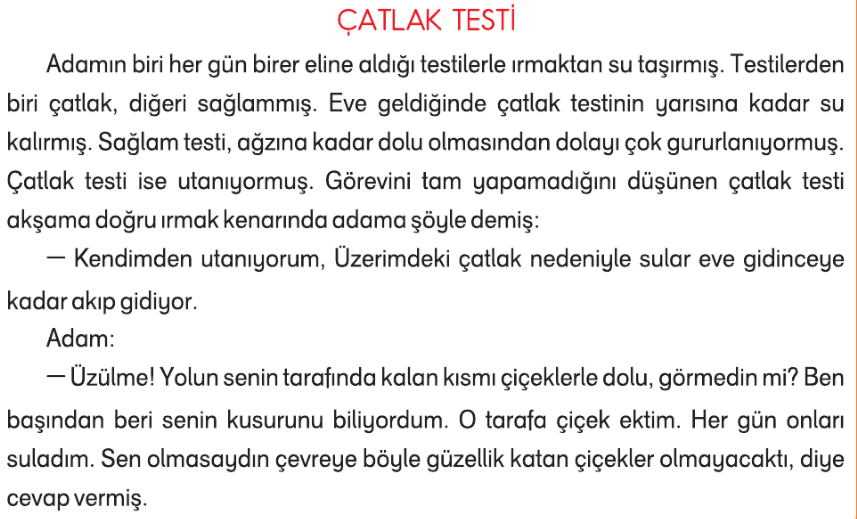 ÇATLAK TESTİ
Adamın biri her gün birer eline aldığı testilerle ırmaktan su taşırmış. Testilerden
biri çatlak, diğeri sağlammış. Eve geldiğinde çatlak testinin yarısına kadar su
kalırmış. Sağlam testi, ağzına kadar dolu olmasından dolayı çok gururlanıyormuş.
Çatlak testi ise utanıyormuş. Görevini tam yapamadığını düşünen çatlak testi
akşama doğru ırmak kenarında adama şöyle demiş:
— Kendimden utanıyorum, Üzerimdeki çatlak nedeniyle sular eve gidinceye
kadar akıp gidiyor.
Adam:
— Üzülme! Yolun senin tarafında kalan kısmı çiçeklerle dolu, görmedin mi? Ben
başından beri senin kusurunu biliyordum. O tarafa çiçek ektim. Her gün onları
suladım. Sen olmasaydın çevreye böyle güzellik katan çiçekler olmayacaktı, diye
cevap vermiş.